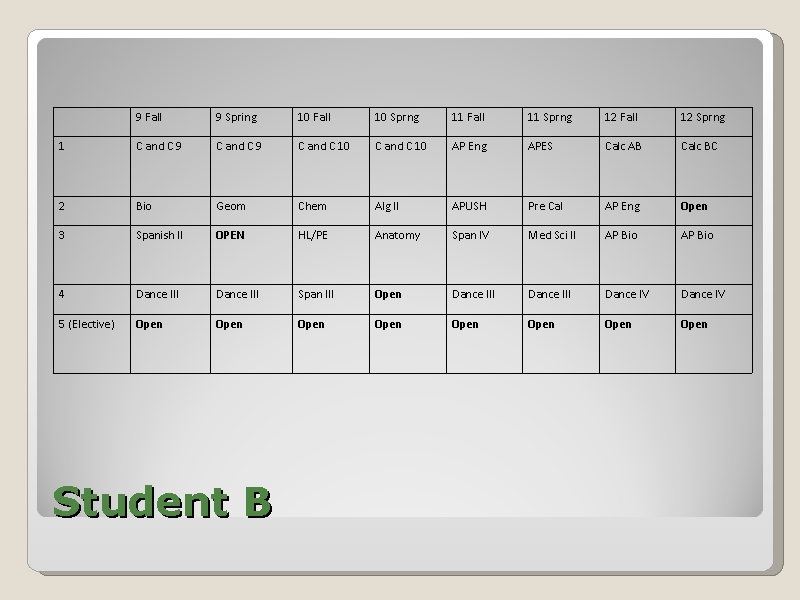 9 Fall 9 Spring 10 Fall 10 Sprng 11 Fall 11 Sprng 12 Fall 12 Sprng
1 C and C 9 C and C 9 C and C 10 C and C 10 AP Eng APES Calc AB Calc BC
2 Bio Geom Chem Alg II APUSH Pre Cal AP Eng Open
3 Spanish II OPEN HL/PE Anatomy Span IV Med Sci II AP Bio AP Bio
4 Dance III Dance III Span III Open Dance III Dance III Dance IV Dance IV
5 (Elective) Open Open Open Open Open Open Open Open
Student B